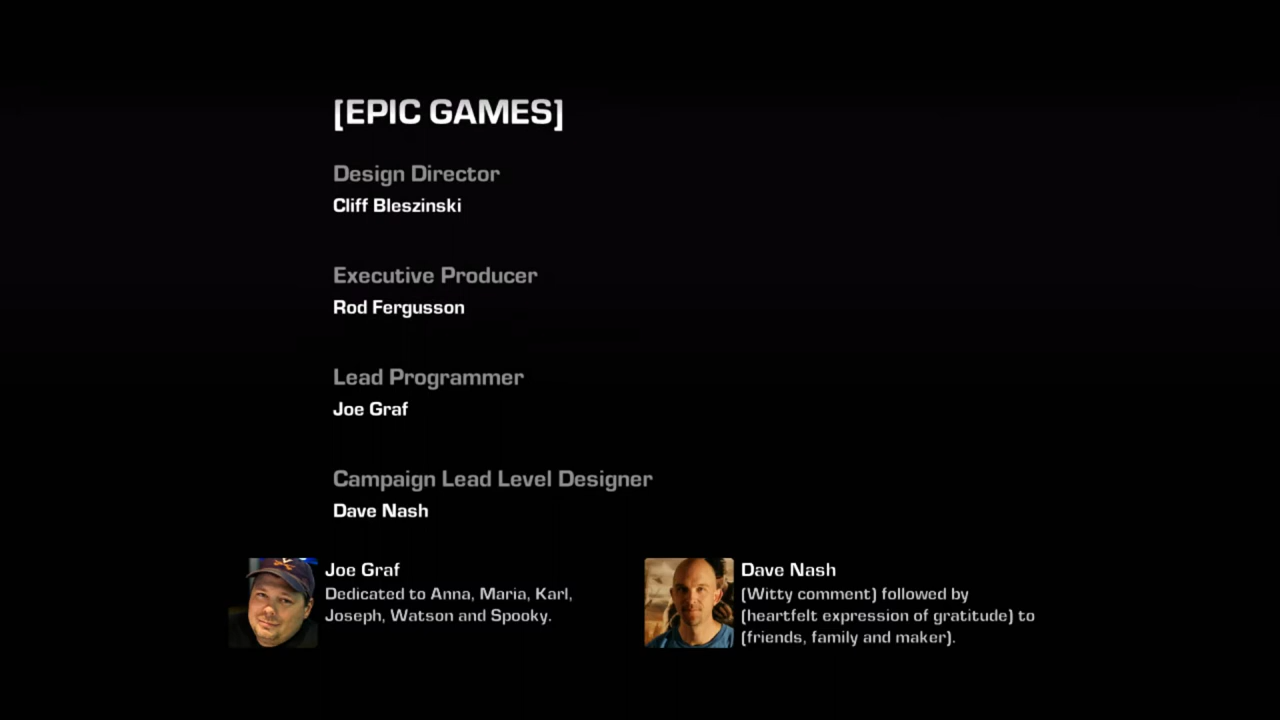 [EPIC GAMES]
Design Director
Cliff Bleszinski
Executive Producer
Rod Fergusson
Lead Programmer
Joe Graf
Campaign Lead Level Designer
Dave Nash
Joe Graf
Dedicated to Anna, Maria, Karl,
Joseph, Watson and Spooky.
Dave Nash
(Witty comment) followed by
(heartfelt expression of gratitude) to
(friends, family and maker).